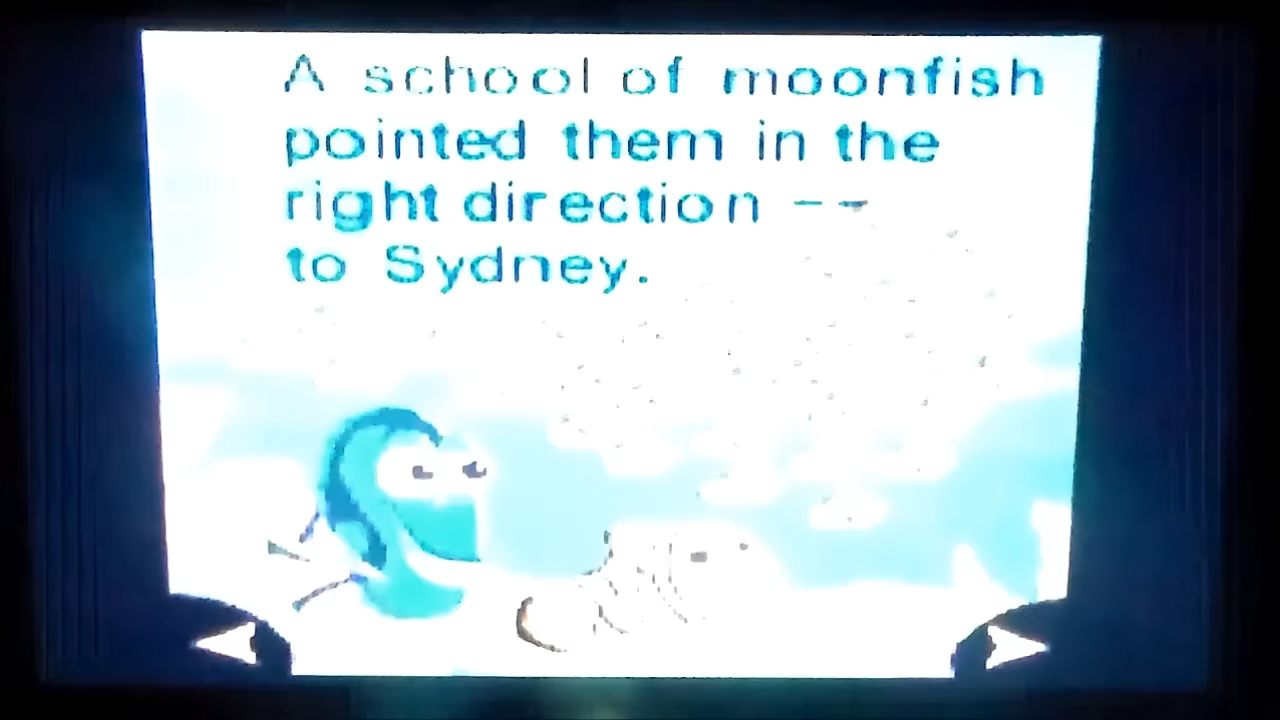 A school of moonfish
pointed them in the
right direction --
to Sydney.